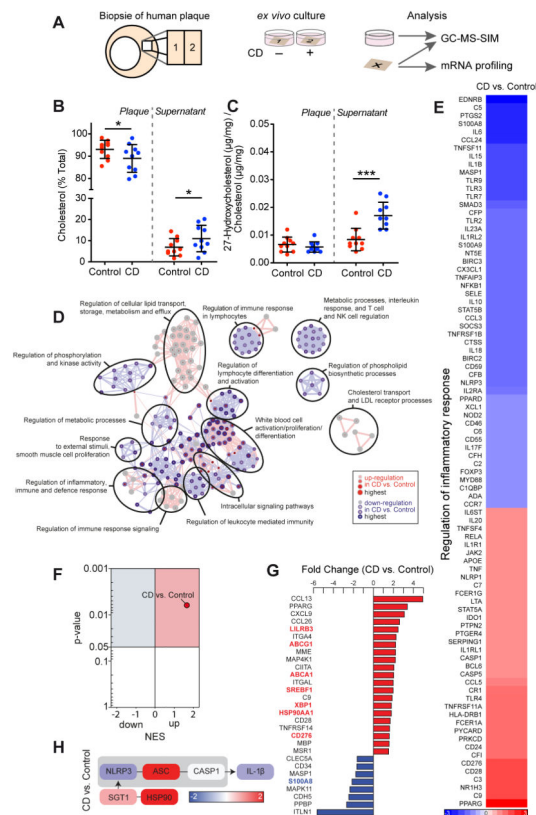 A
Biopsie of human plaque
1 2
ex vivo culture
1 2
CD − +
Analysis
GC-MS-SIM
mRNA profiling
B
Plaque Supernatant
*
*
Cholesterol (% Total)
100
90
80
30
20
10
0
Control CD Control CD
C
Plaque Supernatant
***
27-Hydroxycholesterol (µg/mg) /
Cholesterol (µg/mg)
0.06
0.05
0.04
0.03
0.02
0.01
0.00
Control CD Control CD
D
Regulation of cellular lipid transport,
storage, metabolism and efflux
Regulation of immune response
in lymphocytes
Metabolic processes, interleukin
response, and T cell
and NK cell regulation
Regulation of phosphorylation
and kinase activity
Regulation of
lymphocyte differentiation
and activation
Regulation of phospholipid
biosynthetic processes
Regulation of metabolic processes
White blood cell
activation/proliferation/
differentiation
Cholesterol transport
and LDL receptor processes
Response
to external stimuli,
smooth muscle cell proliferation
Regulation of inflammatory,
immune and defence response
Intracellular signaling pathways
Regulation of immune response signaling
Regulation of leukocyte mediated immunity
up-regulation
in CD vs. Control
highest
down-regulation
in CD vs. Control
highest
E
CD vs. Control
Regulation of inflammatory response
EDNRB
C5
PTGS2
S100A8
IL6
CCL24
TNFSF11
IL15
IL1B
MASP1
TLR9
TLR3
TLR7
SMAD3
CFP
TLR2
IL23A
IL1RL2
S100A9
NT5E
BIRC3
CX3CL1
TNFAIP3
NFKB1
SELE
IL10
STAT5B
CCL3
SOCS3
TNFRSF1B
CTSS
IL18
BIRC2
CD59
CFB
NLRP3
IL2RA
PPARD
XCL1
NOD2
CD46
C6
CD55
IL17F
CFH
C2
FOXP3
MYD88
C1QBP
ADA
CCR7
IL6ST
IL20
TNFSF4
RELA
IL1R1
JAK2
APOE
TNF
NLRP1
C7
FCER1G
LTA
STAT5A
IDO1
PTPN2
PTGER4
SERPING1
IL1RL1
CASP1
BCL6
CASP5
CCL5
CR1
TLR4
TNFRSF11A
HLA-DRB1
FCER1A
PYCARD
PRKCD
CD24
CFI
CD276
CD28
C3
NR1H3
C9
PPARG
F
p-value
0.001
0.01
0.05
0.1
1
CD vs. Control
-2 -1 0 1 2
down up
NES
G
Fold Change (CD vs. Control)
-6 -4 -2 0 2 4
CCL13
PPARG
CXCL9
CCL26
LILRB3
ITGA4
ABCG1
MME
MAP4K1
CIITA
ABCA1
ITGAL
SREBF1
C9
XBP1
HSP90AA1
CD28
TNFRSF14
CD276
MBP
MSR1
CLEC5A
CD34
MASP1
S100A8
MAPK11
CDH5
PPBP
ITLN1
H
CD vs. Control
NLRP3 ASC CASP1 IL-1β
SGT1 HSP90
-2 2